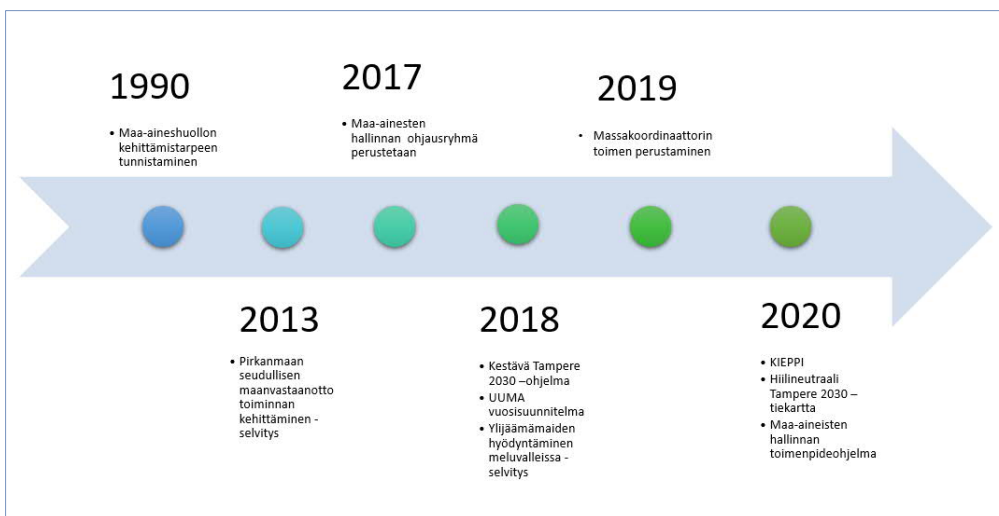 1990
• Maa-aineshuollon
kehittämistarpeen
tunnistaminen
2013
• Pirkanmaan
seudullisen
maanvastaanotto
toiminnan
kehittäminen -
selvitys
2017
• Maa-ainesten
hallinnan ohjausryhmä
perustetaan
2018
• Kestävä Tampere
2030 –ohjelma
• UUMA
vuosisuunnitelma
• Ylijäämämaiden
hyödyntäminen
meluvalleissa -
selvitys
2019
• Massakoordinaattorin
toimen perustaminen
2020
• KIEPPI
• Hiilineutraali
Tampere 2030 –
tiekartta
• Maa-aineisten
hallinnan
toimenpideohjelma